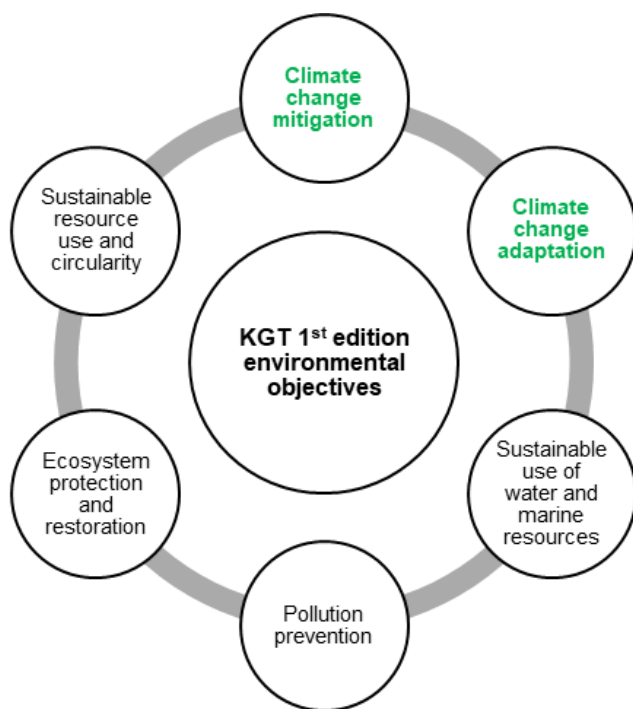 Climate
change
mitigation
Climate
change
adaptation
Sustainable
use of
water and
marine
resources
Pollution
prevention
Ecosystem
protection
and
restoration
Sustainable
resource
use and
circularity
KGT 1st edition
environmental
objectives